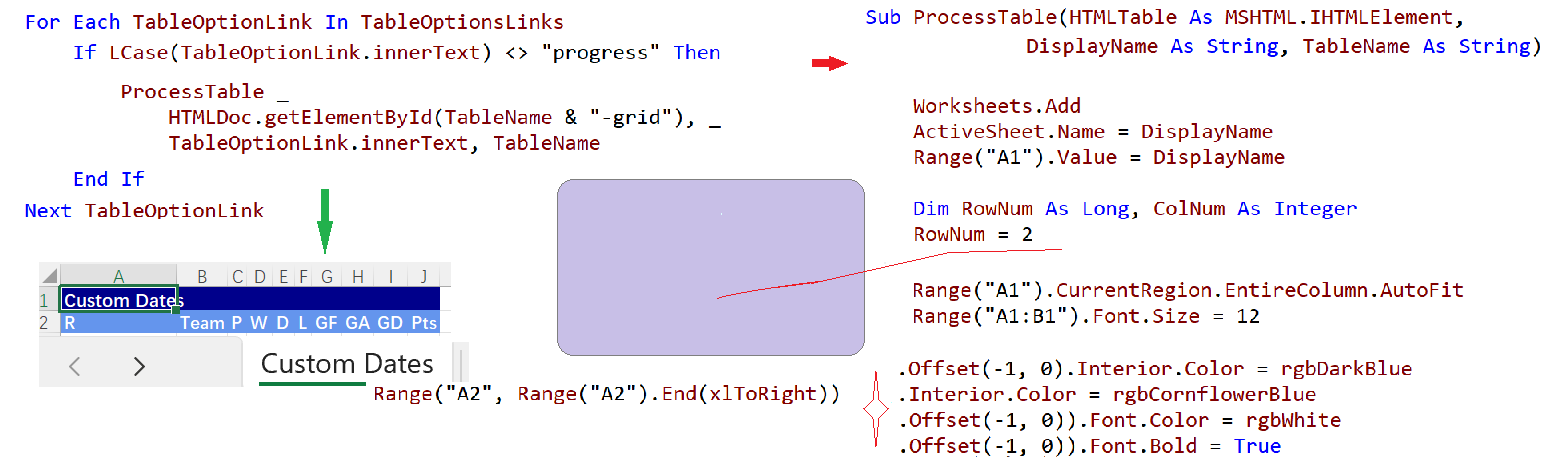 For Each TableOptionLink In TableOptionsLinks
If LCase(TableOptionLink.innerText) <> "progress" Then
ProcessTable _
HTMLDoc.getElementById(TableName & "-grid"), _
TableOptionLink.innerText, TableName
End If
Next TableOptionLink
A B C D E F G H I J
1 Custom Dates
2 R Team P W D L GF GA GD Pts
Custom Dates
Range("A2", Range("A2").End(xlToRight))
Sub ProcessTable(HTMLTable As MSHTML.IHTMLElement,
DisplayName As String, TableName As String)
Worksheets.Add
ActiveSheet.Name = DisplayName
Range("A1").Value = DisplayName
Dim RowNum As Long, ColNum As Integer
RowNum = 2
Range("A1").CurrentRegion.EntireColumn.AutoFit
Range("A1:B1").Font.Size = 12
.Offset(-1, 0).Interior.Color = rgbDarkBlue
.Interior.Color = rgbCornflowerBlue
.Offset(-1, 0)).Font.Color = rgbWhite
.Offset(-1, 0)).Font.Bold = True